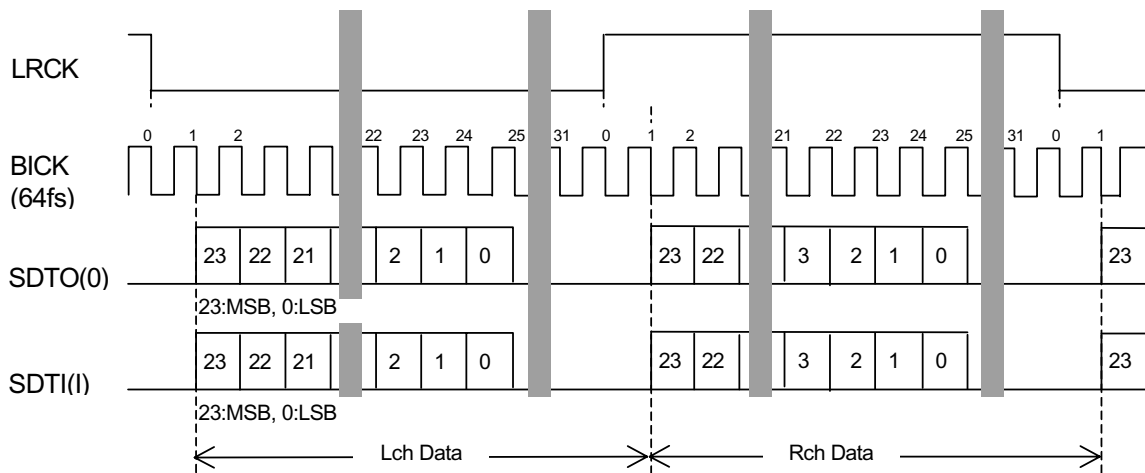 LRCK
0 1 2 22 23 24 25 31 0 1 2 21 22 23 24 25 31 0 1
BICK
(64fs)
23 22 21 2 1 0 23 22 3 2 1 0 23
SDTO(0)
23:MSB, 0:LSB
23 22 21 2 1 0 23 22 3 2 1 0 23
SDTI(I)
23:MSB, 0:LSB
Lch Data Rch Data